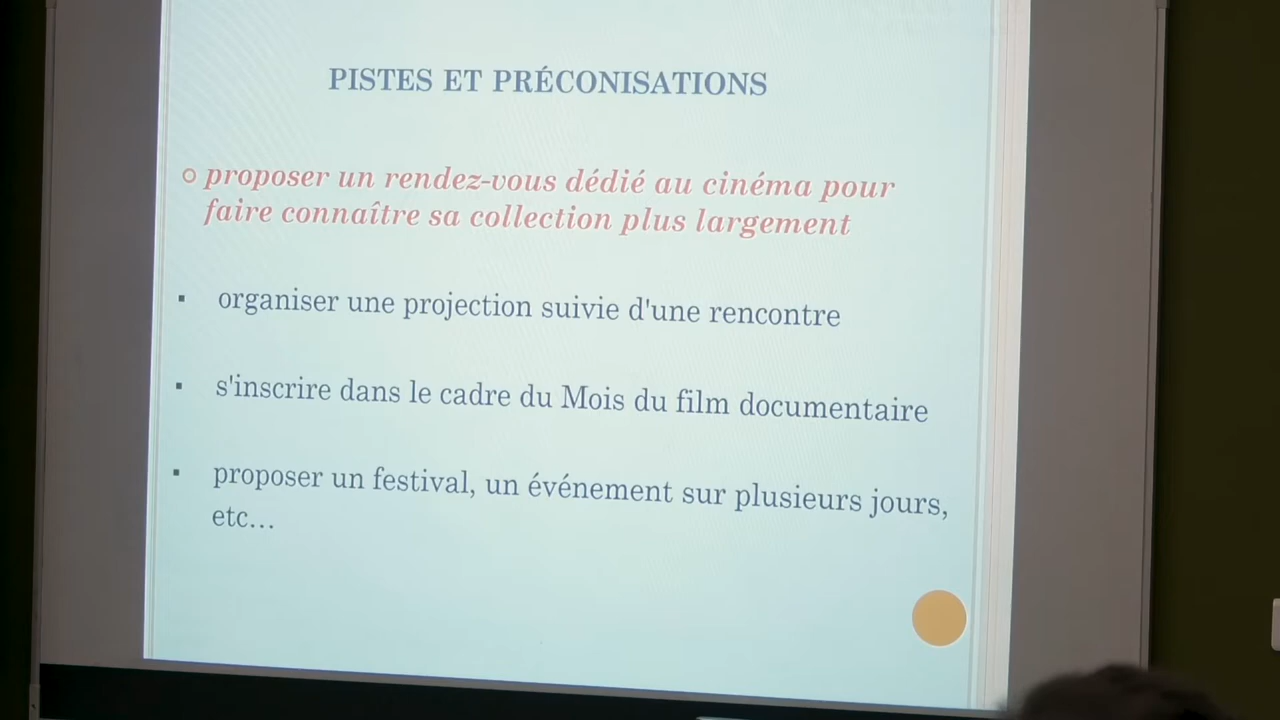 PISTES ET PRÉCONISATIONS
proposer un rendez-vous dédié au cinéma pour
faire connaître sa collection plus largement
organiser une projection suivie d'une rencontre
s'inscrire dans le cadre du Mois du film documentaire
proposer un festival, un événement sur plusieurs jours,
etc...